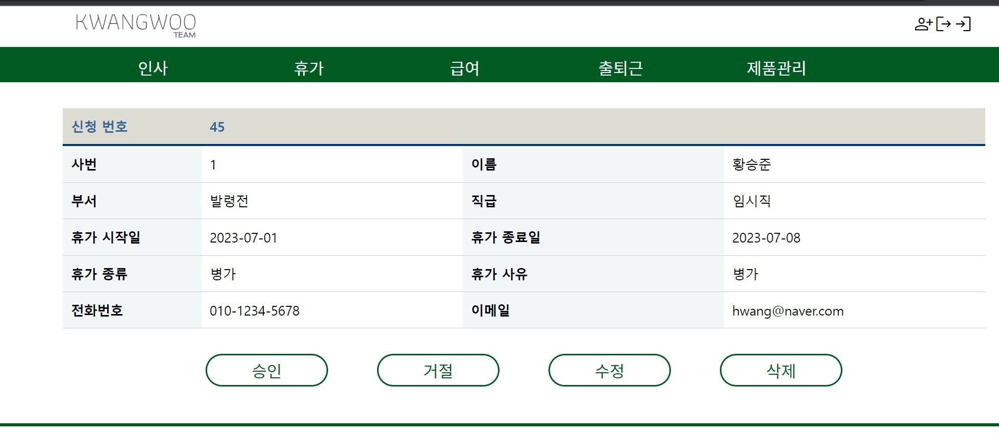 KWANGWOO
TEAM
인사 휴가 급여 출퇴근 제품관리
신청 번호 45
사번 1 이름 황승준
부서 발령전 직급 임시직
휴가 시작일 2023-07-01 휴가 종료일 2023-07-08
휴가 종류 병가 휴가 사유 병가
전화번호 010-1234-5678 이메일 hwang@naver.com
승인 거절 수정 삭제